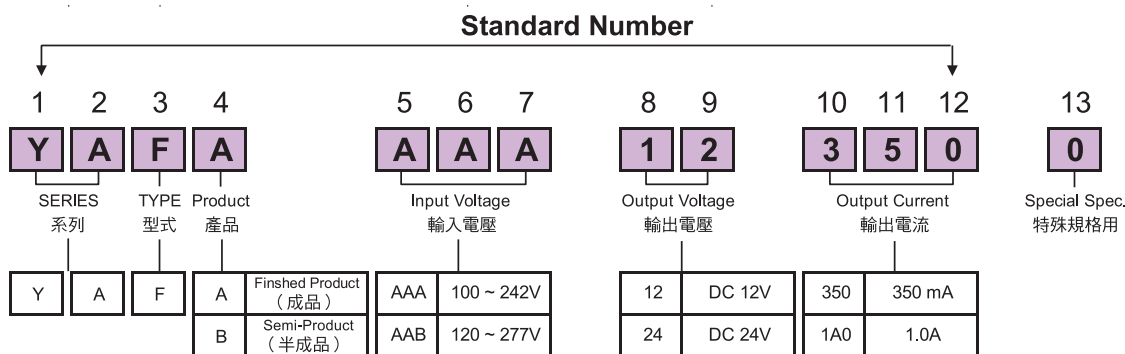 Standard Number
1 2 3 4 5 6 7 8 9 10 11 12 13
Y A F A A A A 1 2 3 5 0 0
SERIES TYPE Product Input Voltage Output Voltage Output Current Special Spec.
系列 型式 產品 輸入電壓 輸出電壓 輸出電流 特殊規格用
Y A F A Finshed Product (成品) AAA 100 ~ 242V 12 DC 12V 350 350 mA
B Semi-Product (半成品) AAB 120 ~ 277V 24 DC 24V 1A0 1.0A